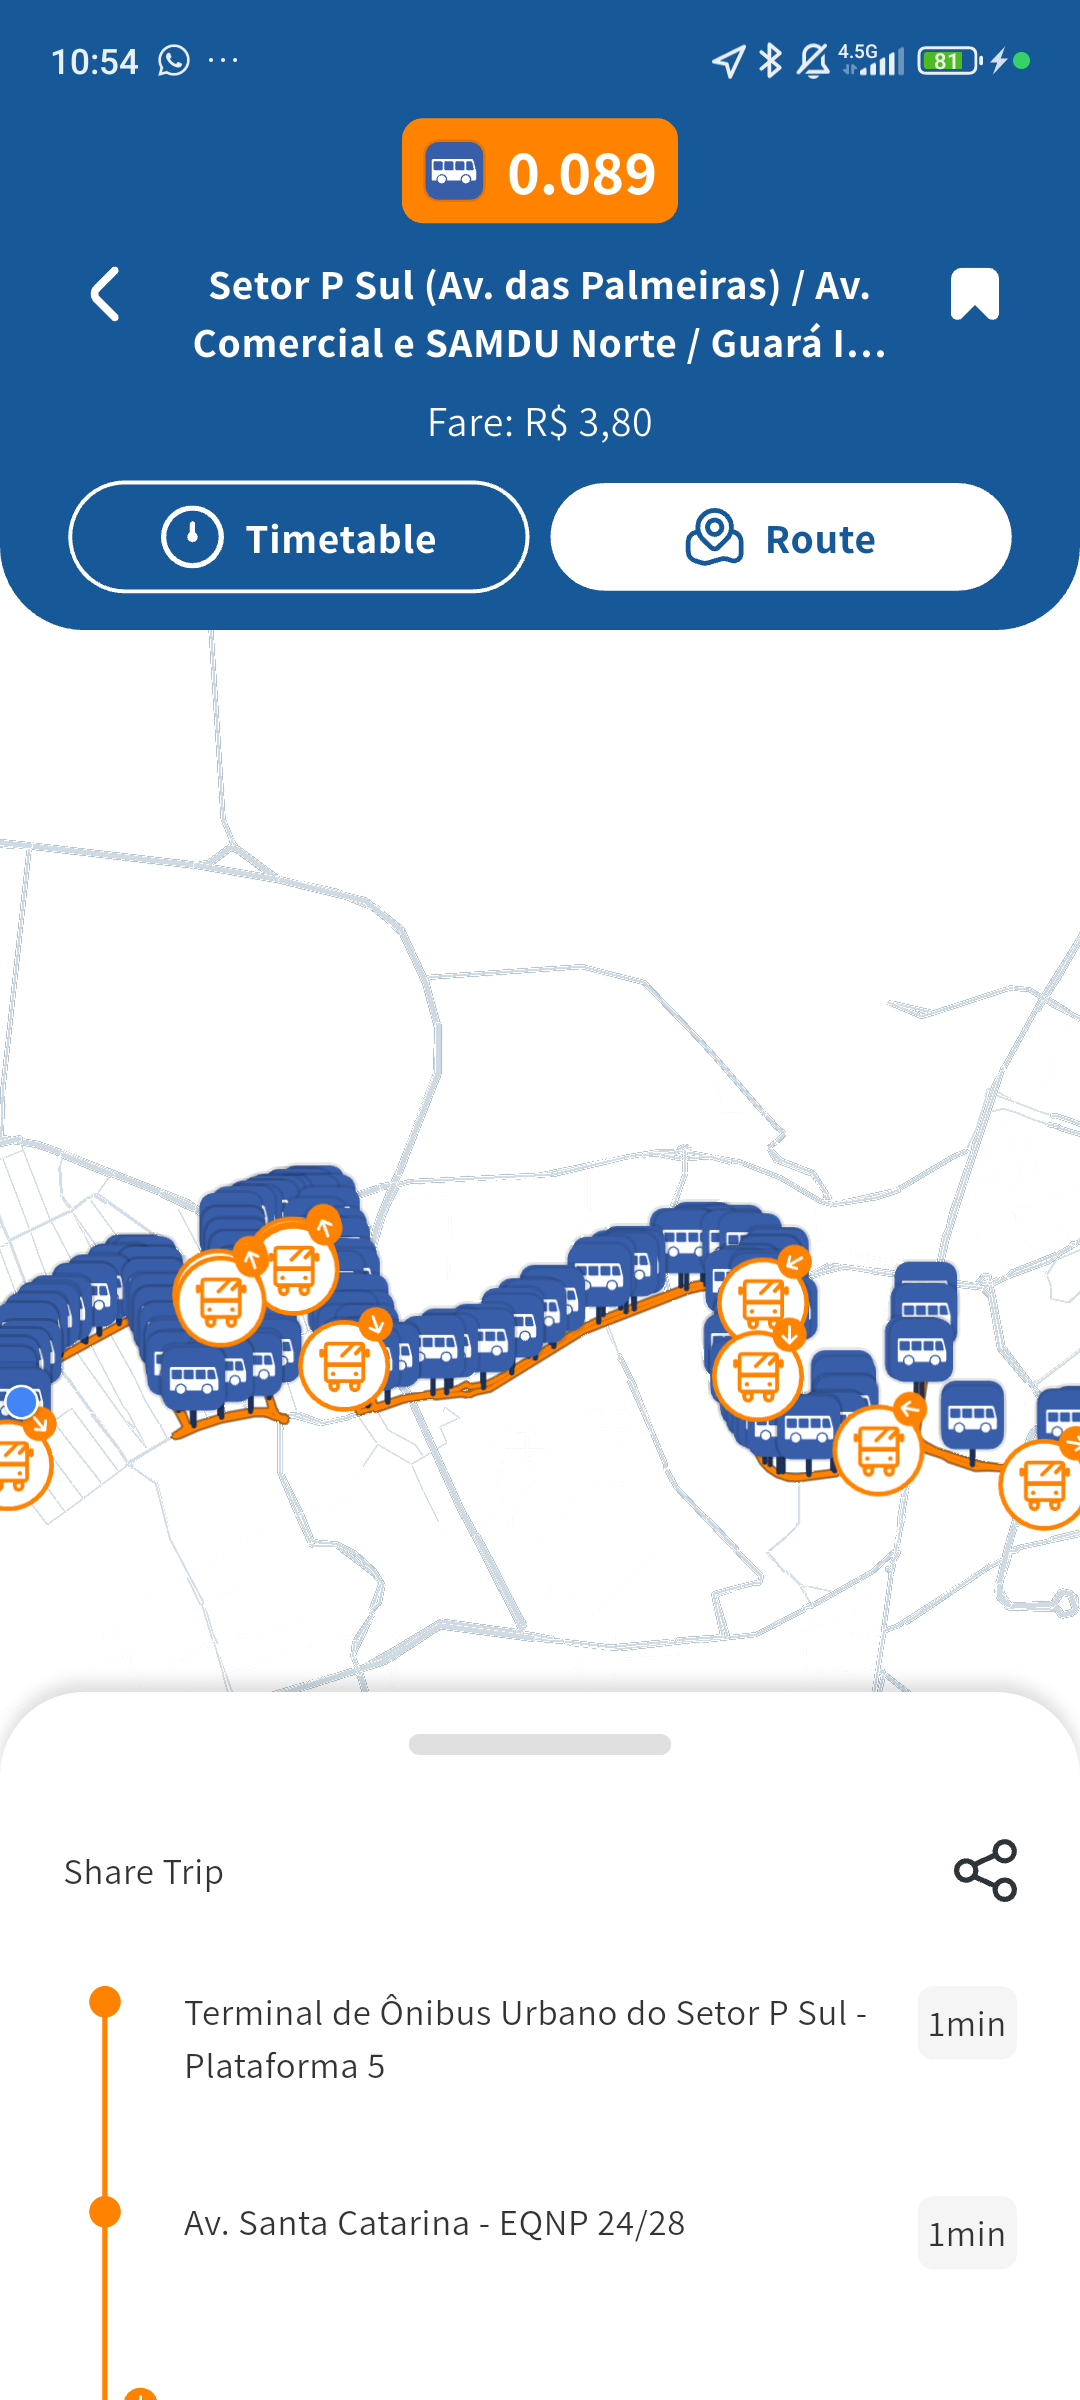 10:54
4.5G
81
0.089
Setor P Sul (Av. das Palmeiras) / Av.
Comercial e SAMDU Norte / Guará I...
Fare: R$ 3,80
Timetable
Route
Share Trip
Terminal de Ônibus Urbano do Setor P Sul -
Plataforma 5
1min
Av. Santa Catarina - EQNP 24/28
1min